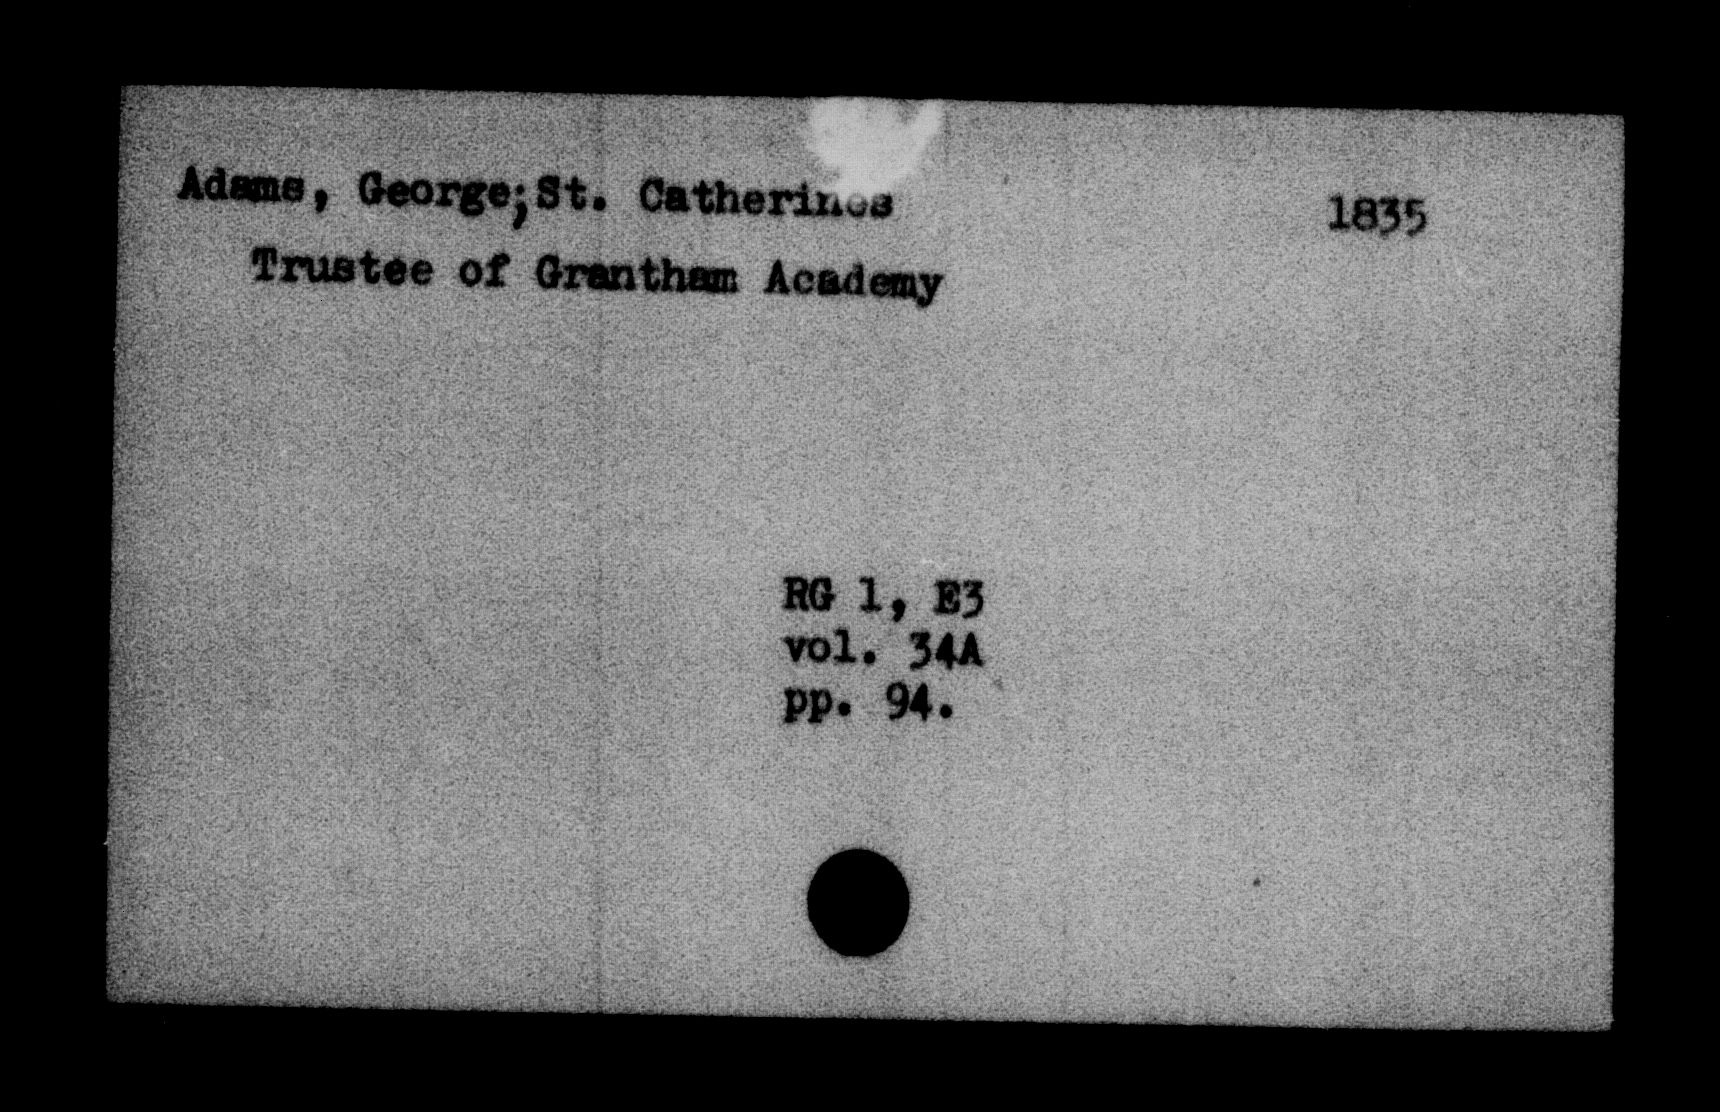 Adams, George; St. Catherines 1835
Trustee of Grantham Academy
RG 1, E3
vol. 34A
pp. 94.